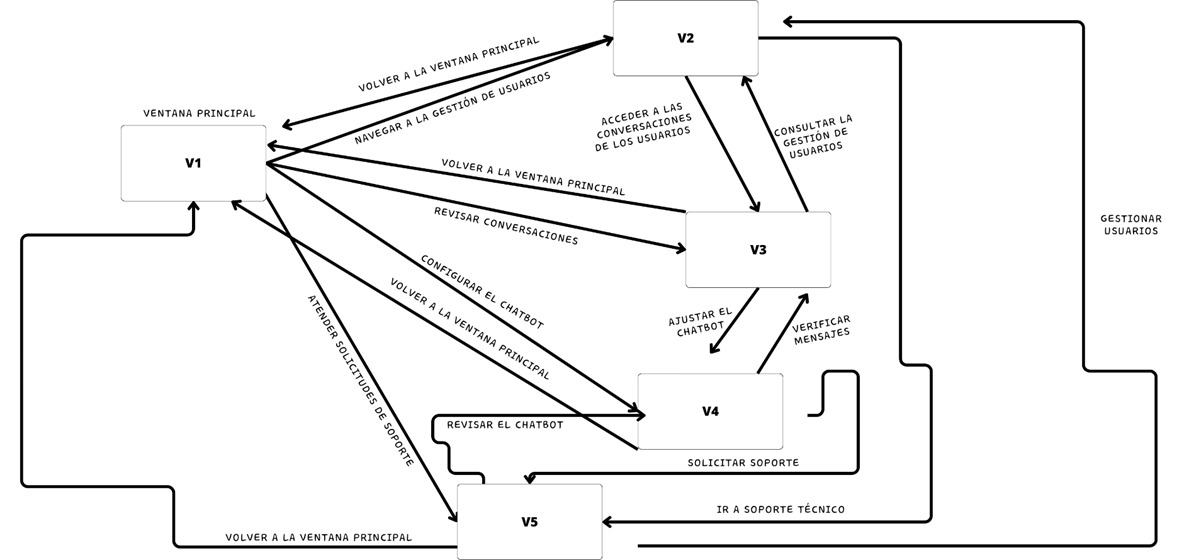 V2
VOLVER A LA VENTANA PRINCIPAL
NAVEGAR A LA GESTIÓN DE USUARIOS
VENTANA PRINCIPAL
V1
ACCEDER A LAS
CONVERSACIONES
DE LOS USUARIOS
CONSULTAR LA
GESTIÓN DE
USUARIOS
VOLVER A LA VENTANA PRINCIPAL
REVISAR CONVERSACIONES
V3
GESTIONAR
USUARIOS
CONFIGURAR EL CHATBOT
VOLVER A LA VENTANA PRINCIPAL
ATENDER SOLICITUDES DE SOPORTE
AJUSTAR EL
CHATBOT
VERIFICAR
MENSAJES
V4
REVISAR EL CHATBOT
SOLICITAR SOPORTE
IR A SOPORTE TÉCNICO
V5
VOLVER A LA VENTANA PRINCIPAL